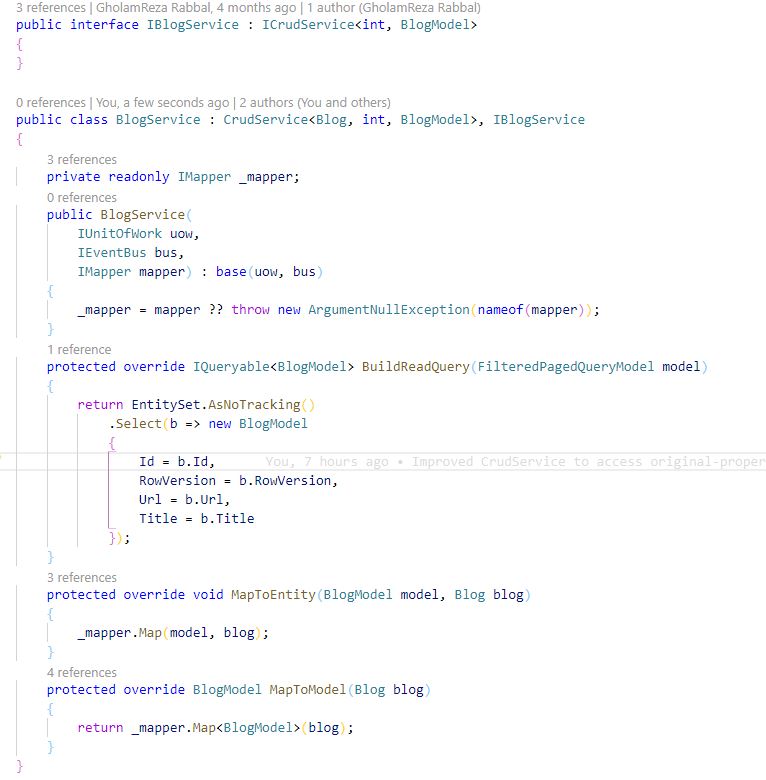 3 references | GholamReza Rabbal, 4 months ago | 1 author (GholamReza Rabbal)
public interface IBlogService : ICrudService<int, BlogModel>
{
}
0 references | You, a few seconds ago | 2 authors (You and others)
public class BlogService : CrudService<Blog, int, BlogModel>, IBlogService
{
3 references
private readonly IMapper _mapper;
0 references
public BlogService(
IUnitOfWork uow,
IEventBus bus,
IMapper mapper) : base(uow, bus)
{
_mapper = mapper ?? throw new ArgumentNullException(nameof(mapper));
}
1 reference
protected override IQueryable<BlogModel> BuildReadQuery(FilteredPagedQueryModel model)
{
return EntitySet.AsNoTracking()
.Select(b => new BlogModel
{
Id = b.Id, You, 7 hours ago • Improved CrudService to access original-proper
RowVersion = b.RowVersion,
Url = b.Url,
Title = b.Title
});
}
3 references
protected override void MapToEntity(BlogModel model, Blog blog)
{
_mapper.Map(model, blog);
}
4 references
protected override BlogModel MapToModel(Blog blog)
{
return _mapper.Map<BlogModel>(blog);
}
}